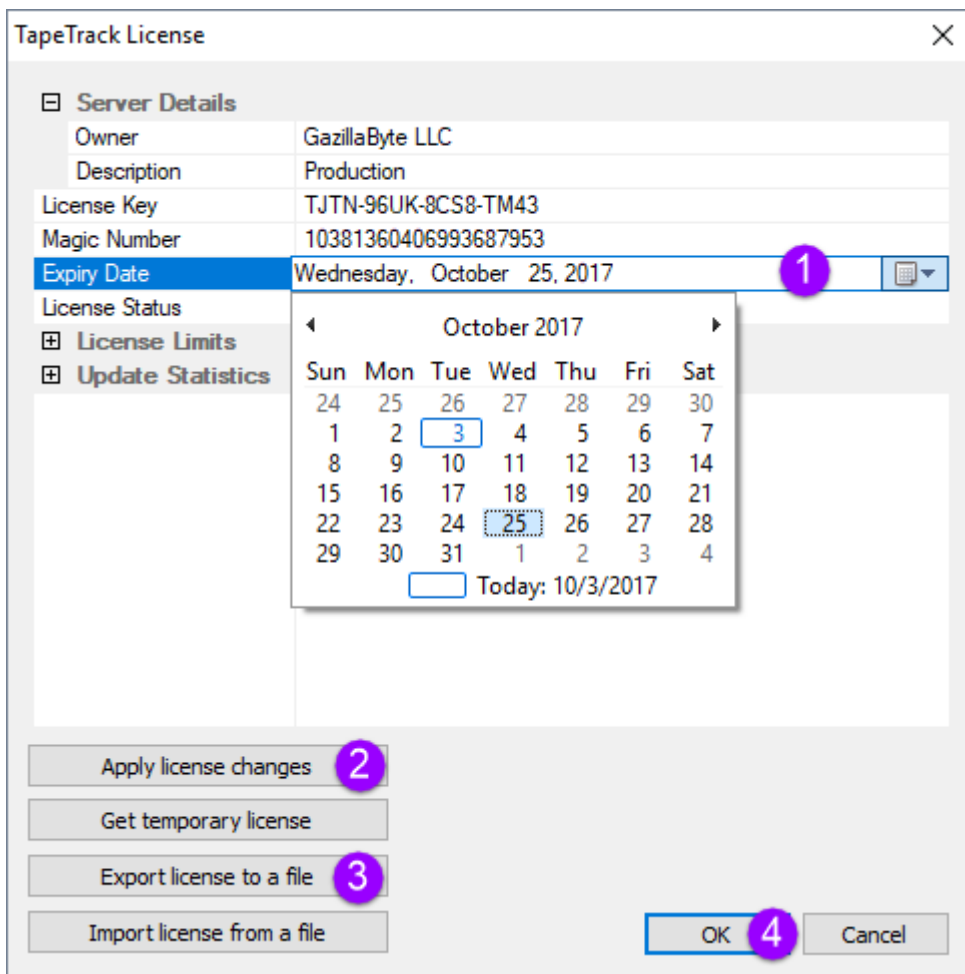 TapeTrack License
Server Details
Owner GazillaByte LLC
Description Production
License Key TJTN-96UK-8CS8-TM43
Magic Number 10381360406993687953
Expiry Date Wednesday, October 25, 2017 1
License Status
License Limits
Update Statistics
October 2017
Sun Mon Tue Wed Thu Fri Sat
24 25 26 27 28 29 30
1 2 3 4 5 6 7
8 9 10 11 12 13 14
15 16 17 18 19 20 21
22 23 24 25 26 27 28
29 30 31 1 2 3 4
Today: 10/3/2017
Apply license changes 2
Get temporary license
Export license to a file 3
Import license from a file
OK 4 Cancel